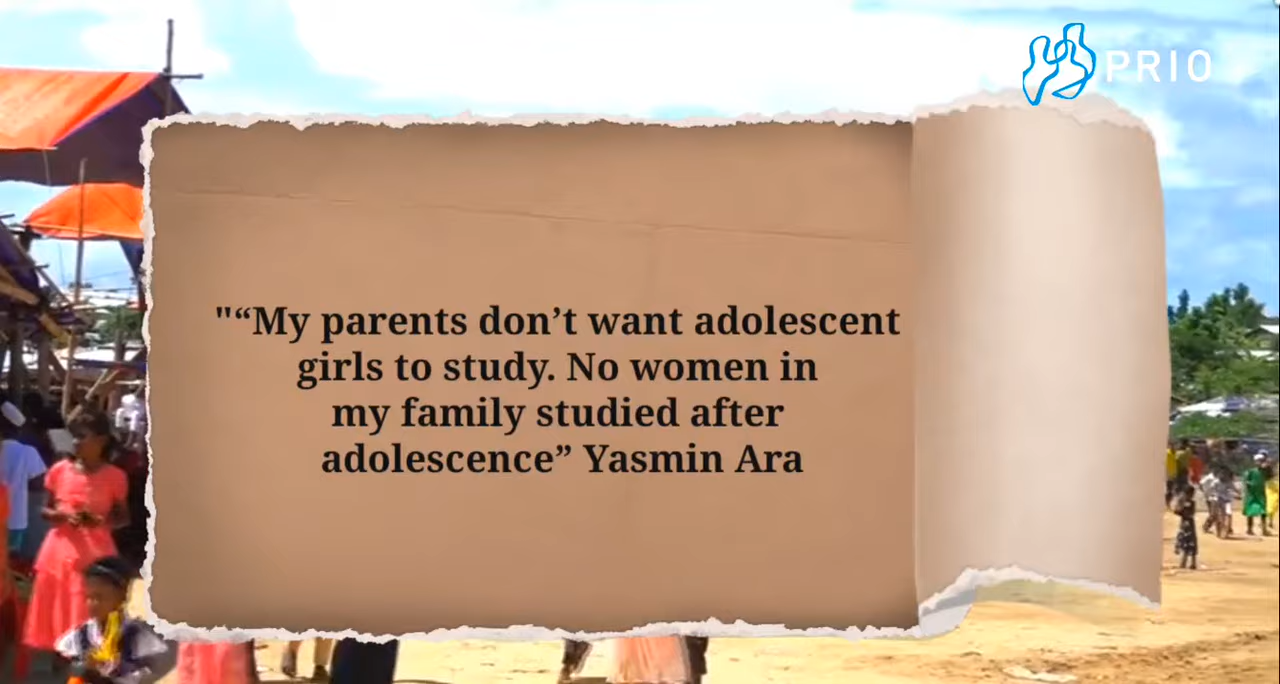 PRIO
"“My parents don’t want adolescent
girls to study. No women in
my family studied after
adolescence” Yasmin Ara